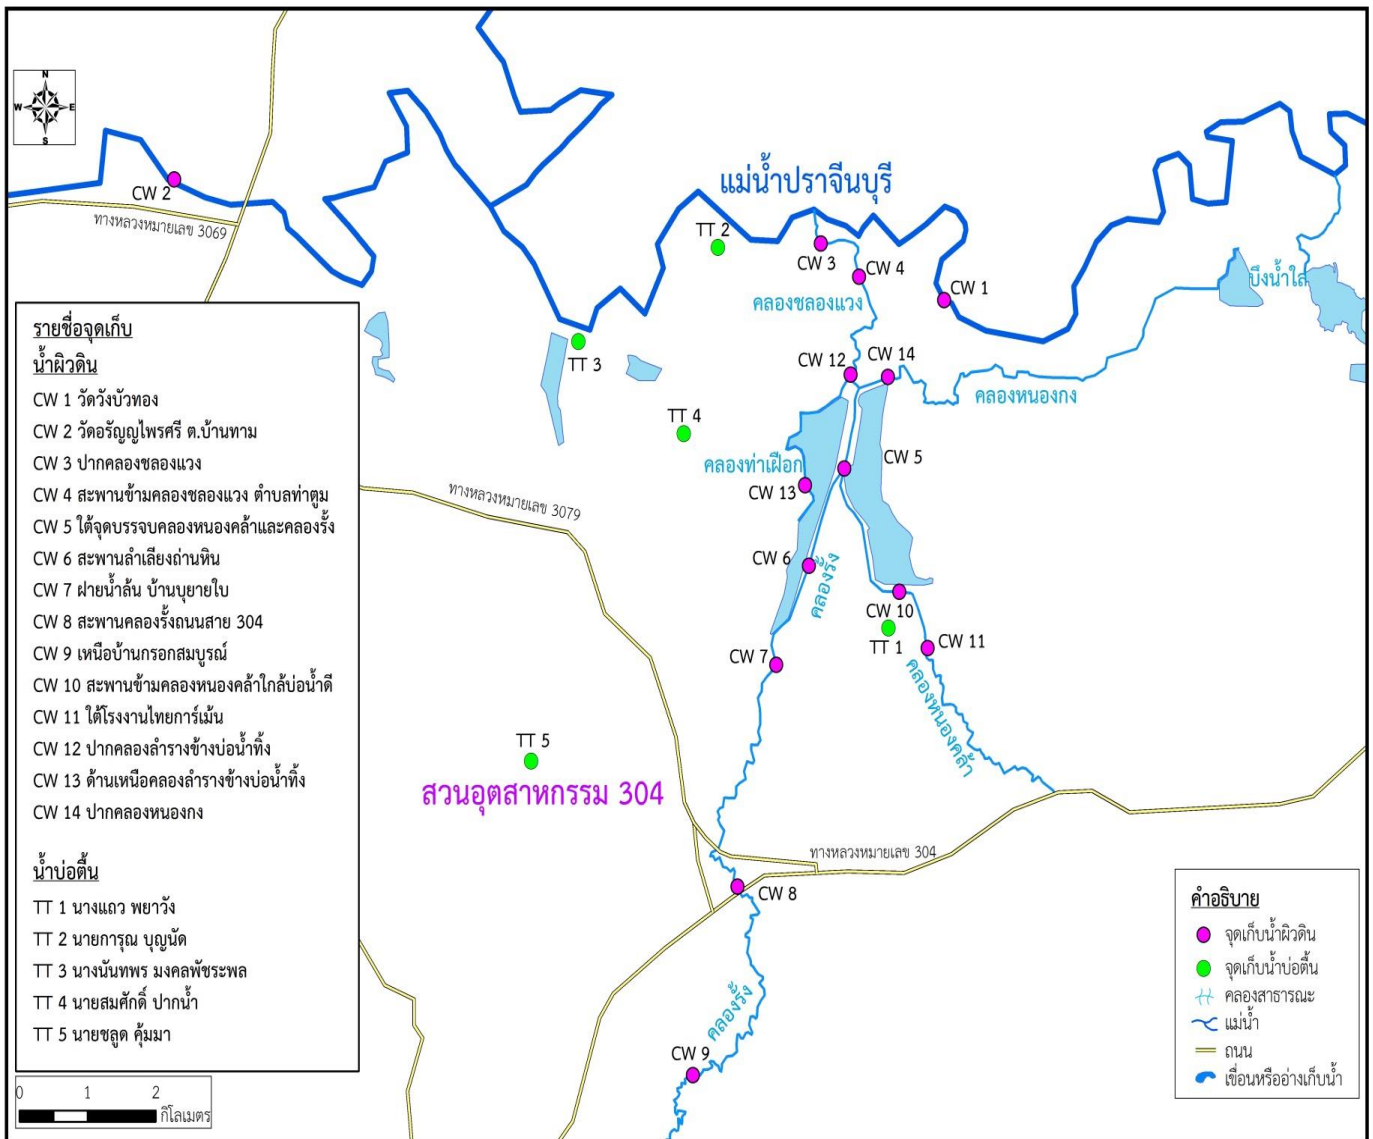 N
W E
S
CW 2
ทางหลวงหมายเลข 3069
แม่น้ำปราจีนบุรี
TT 2
CW 3
CW 4
CW 1
คลองชลองแวง
บึงน้ำใส
TT 3
CW 12
CW 14
คลองหนองกง
TT 4
คลองท่าเฝือก
CW 5
CW 13
ทางหลวงหมายเลข 3079
CW 6
คลองรั้ง
CW 10
TT 1
CW 11
CW 7
คลองหนองคล้า
TT 5
สวนอุตสาหกรรม 304
ทางหลวงหมายเลข 304
CW 8
คลองรั้ง
CW 9
รายชื่อจุดเก็บ
น้ำผิวดิน
CW 1 วัดวังบัวทอง
CW 2 วัดอรัญญไพรศรี ต.บ้านทาม
CW 3 ปากคลองชลองแวง
CW 4 สะพานข้ามคลองชลองแวง ตำบลท่าตูม
CW 5 ใต้จุดบรรจบคลองหนองคล้าและคลองรั้ง
CW 6 สะพานลำเลียงถ่านหิน
CW 7 ฝายน้ำล้น บ้านบุยายใบ
CW 8 สะพานคลองรั้งถนนสาย 304
CW 9 เหนือบ้านกรอกสมบูรณ์
CW 10 สะพานข้ามคลองหนองคล้าใกล้บ่อน้ำดี
CW 11 ใต้โรงงานไทยการ์เม้น
CW 12 ปากคลองลำรางข้างบ่อน้ำทิ้ง
CW 13 ด้านเหนือคลองลำรางข้างบ่อน้ำทิ้ง
CW 14 ปากคลองหนองกง
น้ำบ่อตื้น
TT 1 นางแถว พยาวัง
TT 2 นายการุณ บุญนัด
TT 3 นางนันทพร มงคลพัชระพล
TT 4 นายสมศักดิ์ ปากน้ำ
TT 5 นายชลูด คุ้มมา
0 1 2
กิโลเมตร
คำอธิบาย
จุดเก็บน้ำผิวดิน
จุดเก็บน้ำบ่อตื้น
คลองสาธารณะ
แม่น้ำ
ถนน
เขื่อนหรืออ่างเก็บน้ำ